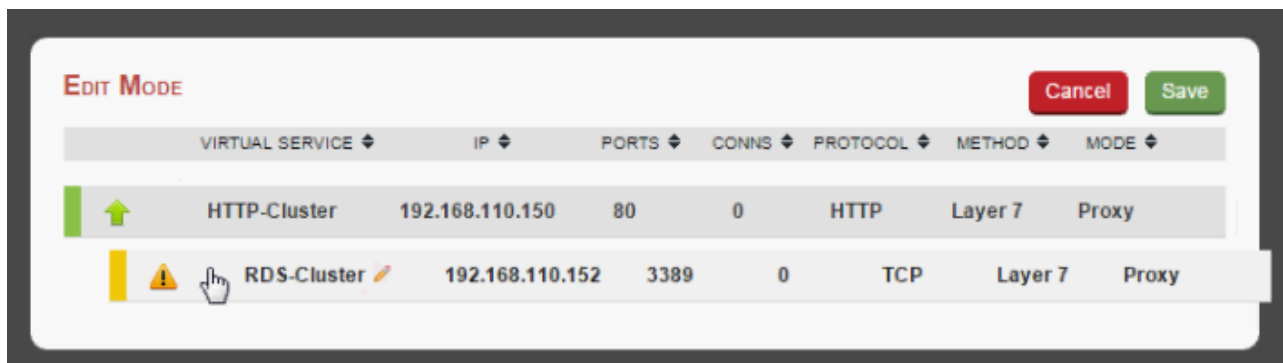 EDIT MODE
Cancel Save
VIRTUAL SERVICE IP PORTS CONNS PROTOCOL METHOD MODE
HTTP-Cluster 192.168.110.150 80 0 HTTP Layer 7 Proxy
RDS-Cluster 192.168.110.152 3389 0 TCP Layer 7 Proxy